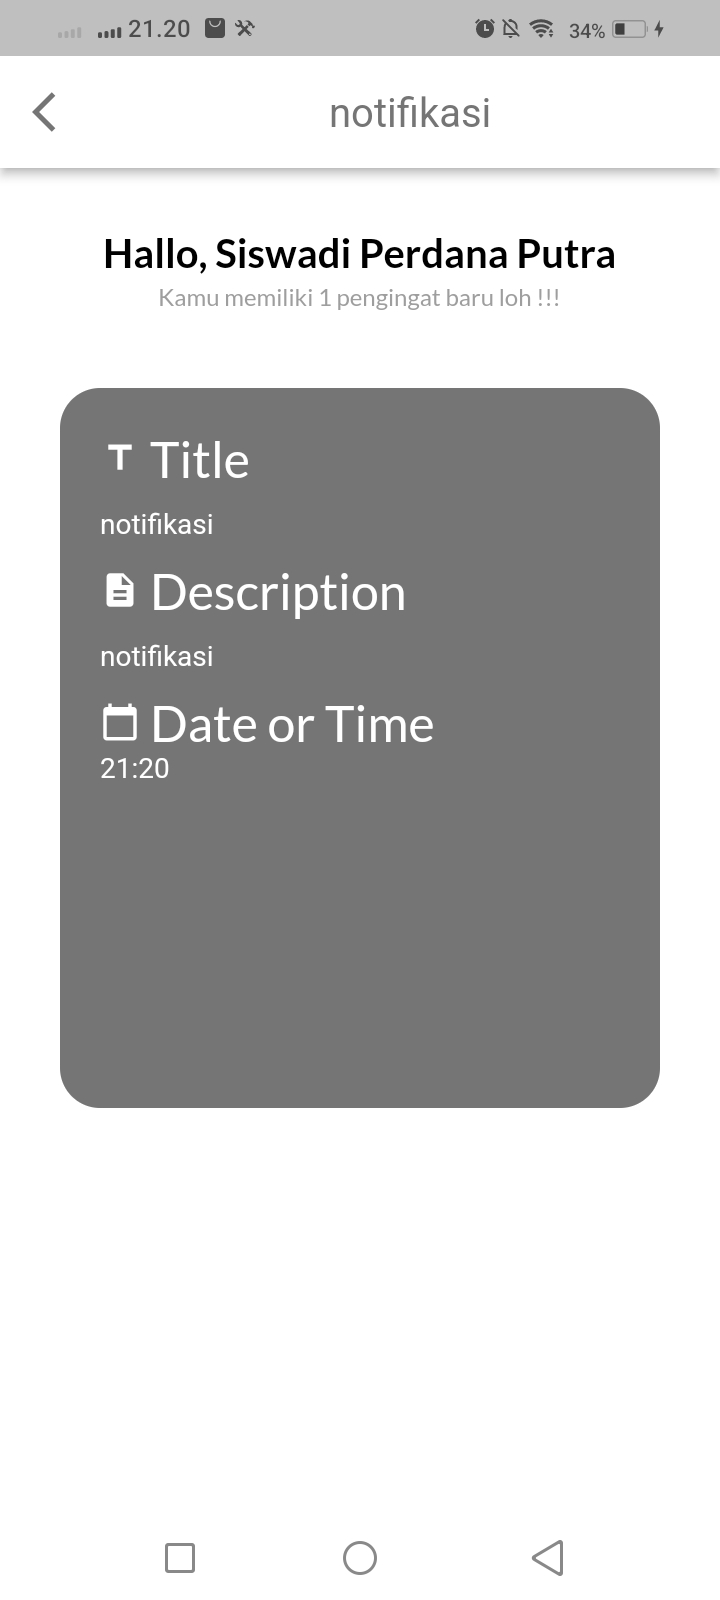 21.20
34%
notifikasi
Hallo, Siswadi Perdana Putra
Kamu memiliki 1 pengingat baru loh !!!
Title
notifikasi
Description
notifikasi
Date or Time
21:20